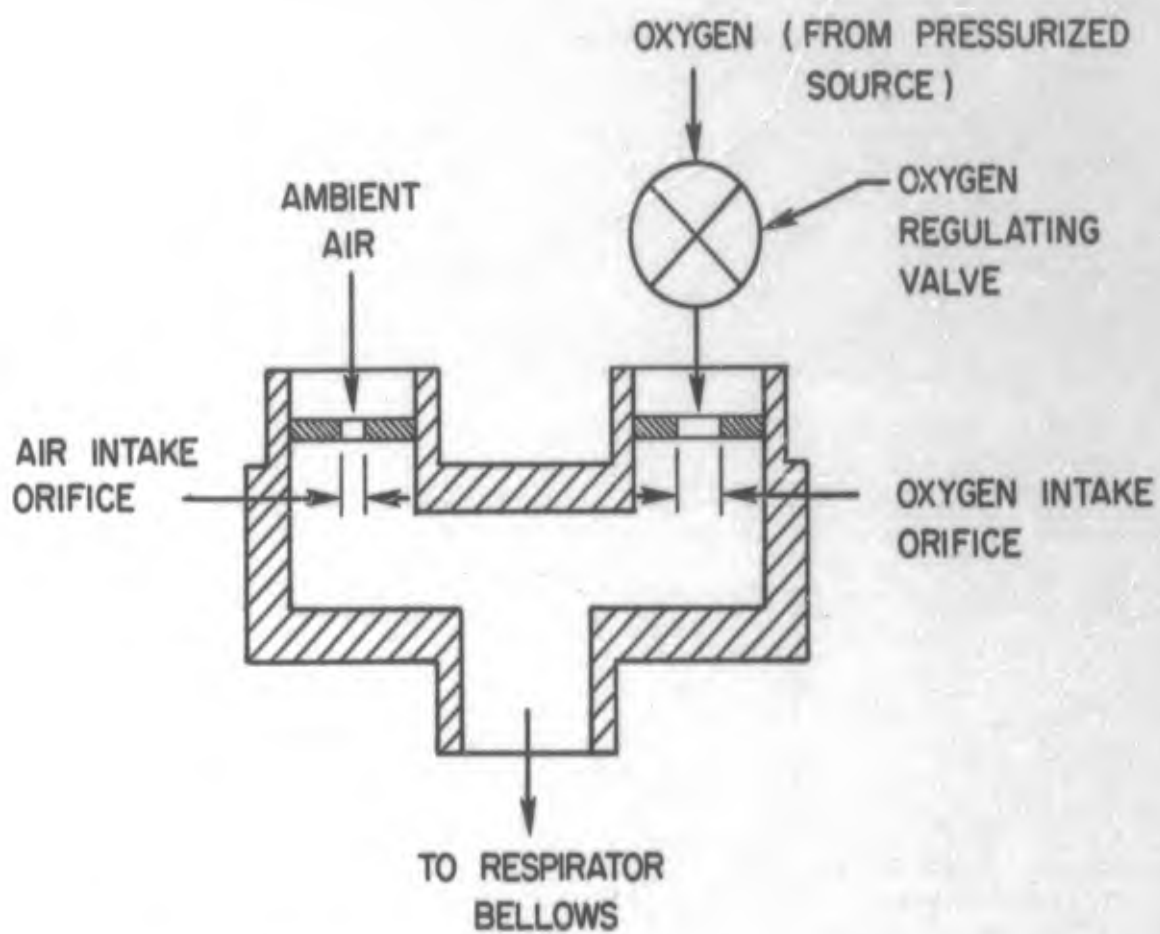 OXYGEN (FROM PRESSURIZED
SOURCE)
AMBIENT
AIR
OXYGEN
REGULATING
VALVE
AIR INTAKE
ORIFICE
OXYGEN INTAKE
ORIFICE
TO RESPIRATOR
BELLOWS